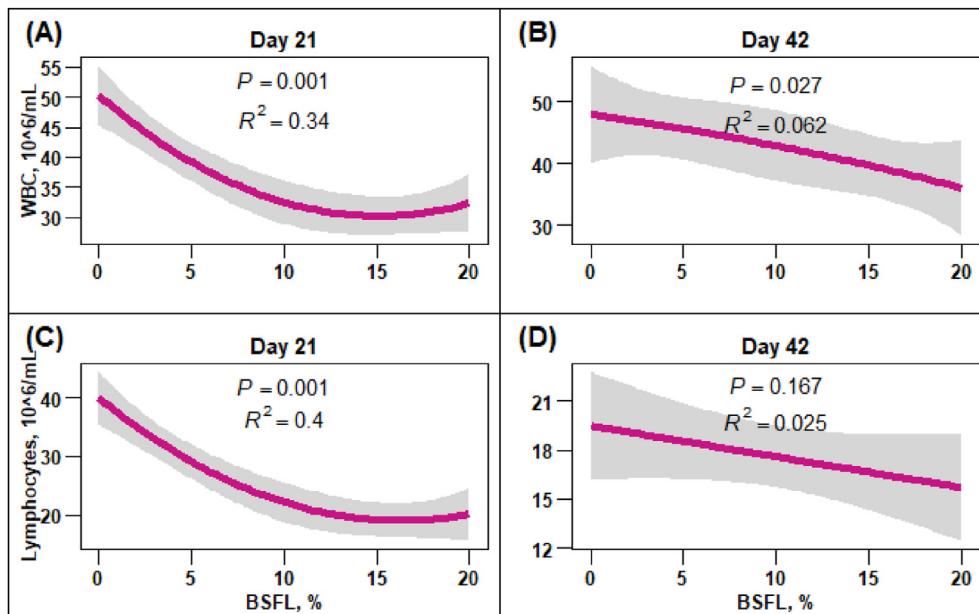 (A)
Day 21
P = 0.001
R² = 0.34
WBC, 10^6/mL
55
50
45
40
35
30
0 5 10 15 20
(B)
Day 42
P = 0.027
R² = 0.062
50
40
30
0 5 10 15 20
(C)
Day 21
P = 0.001
R² = 0.4
Lymphocytes, 10^6/mL
40
30
20
0 5 10 15 20
BSFL, %
(D)
Day 42
P = 0.167
R² = 0.025
21
18
15
12
0 5 10 15 20
BSFL, %